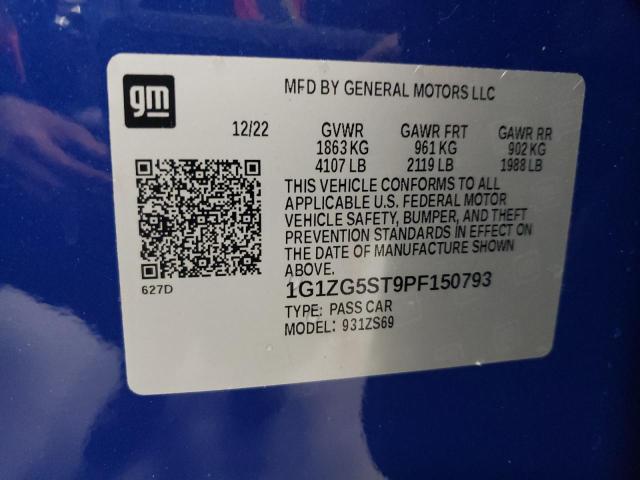 gm
MFD BY GENERAL MOTORS LLC
12/22 GVWR GAWR FRT GAWR RR
1863 KG 961 KG 902 KG
4107 LB 2119 LB 1988 LB
THIS VEHICLE CONFORMS TO ALL
APPLICABLE U.S. FEDERAL MOTOR
VEHICLE SAFETY, BUMPER, AND THEFT
PREVENTION STANDARDS IN EFFECT ON
THE DATE OF MANUFACTURE SHOWN
ABOVE.
627D
1G1ZG5ST9PF150793
TYPE: PASS CAR
MODEL: 931ZS69